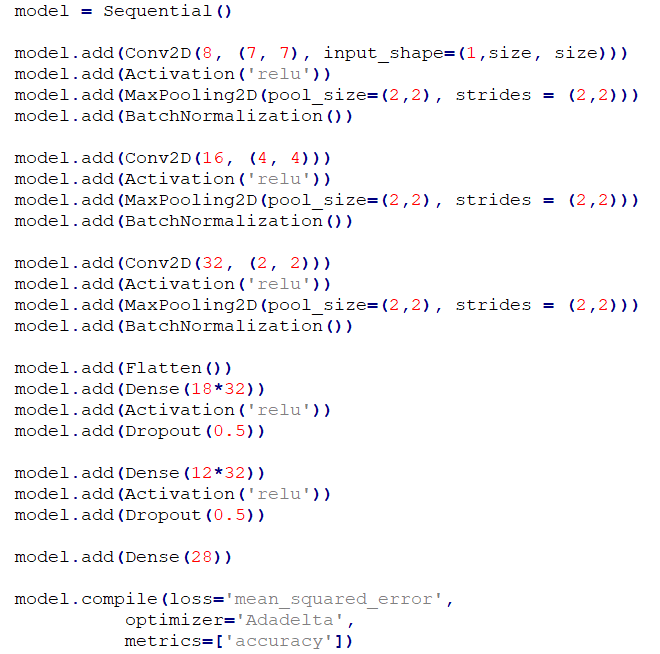 model = Sequential()
model.add(Conv2D(8, (7, 7), input_shape=(1,size, size)))
model.add(Activation('relu'))
model.add(MaxPooling2D(pool_size=(2,2), strides = (2,2)))
model.add(BatchNormalization())
model.add(Conv2D(16, (4, 4)))
model.add(Activation('relu'))
model.add(MaxPooling2D(pool_size=(2,2), strides = (2,2)))
model.add(BatchNormalization())
model.add(Conv2D(32, (2, 2)))
model.add(Activation('relu'))
model.add(MaxPooling2D(pool_size=(2,2), strides = (2,2)))
model.add(BatchNormalization())
model.add(Flatten())
model.add(Dense(18*32))
model.add(Activation('relu'))
model.add(Dropout(0.5))
model.add(Dense(12*32))
model.add(Activation('relu'))
model.add(Dropout(0.5))
model.add(Dense(28))
model.compile(loss='mean_squared_error',
optimizer='Adadelta',
metrics=['accuracy'])